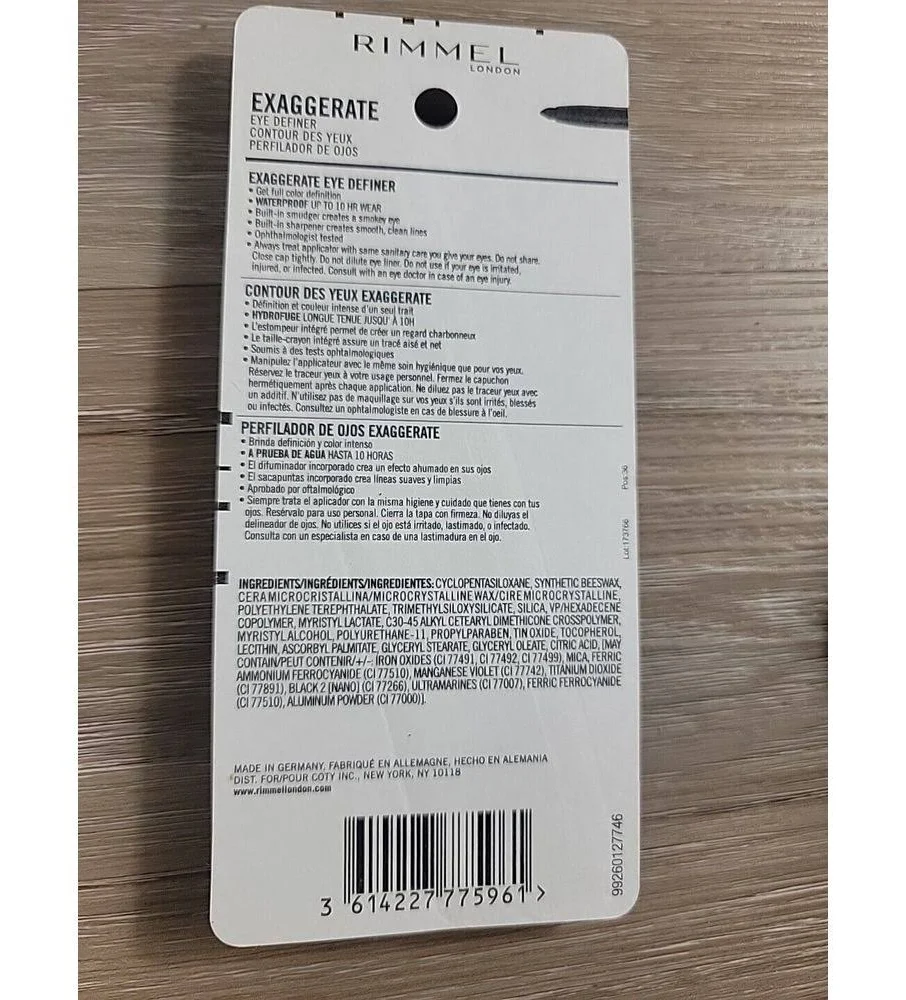 RIMMEL
LONDON
EXAGGERATE
EYE DEFINER
CONTOUR DES YEUX
PERFILADOR DE OJOS
EXAGGERATE EYE DEFINER
• Get full color definition
• WATERPROOF UP TO 10 HR WEAR
• Built-in smudger creates a smokey eye
• Built-in sharpener creates smooth, clean lines
• Ophthalmologist tested
• Always treat applicator with same sanitary care you give your eyes. Do not share.
Close cap tightly. Do not dilute eye liner. Do not use if your eye is irritated,
injured, or infected. Consult with an eye doctor in case of an eye injury.
CONTOUR DES YEUX EXAGGERATE
• Définition et couleur intense d'un seul trait
• HYDROFUGE LONGUE TENUE JUSQU' À 10H
• L'estompeur intégré permet de créer un regard charbonneux
• Le taille-crayon intégré assure un tracé aisé et net
• Soumis à des tests ophtalmologiques
• Manipulez l'applicateur avec le même soin hygiénique que pour vos yeux.
Réservez le traceur yeux à votre usage personnel. Fermez le capuchon
hermétiquement après chaque application. Ne diluez pas le traceur yeux avec
un additif. N'utilisez pas de maquillage sur vos yeux s'ils sont irrités, blessés
ou infectés. Consultez un ophtalmologiste en cas de blessure à l'oeil.
PERFILADOR DE OJOS EXAGGERATE
• Brinda definición y color intenso
• A PRUEBA DE AGUA HASTA 10 HORAS
• El difuminador incorporado crea un efecto ahumado en sus ojos
• El sacapuntas incorporado crea líneas suaves y limpias
• Aprobado por oftalmológico
• Siempre trata el aplicador con la misma higiene y cuidado que tienes con tus
ojos. Resérvalo para uso personal. Cierra la tapa con firmeza. No diluyas el
delineador de ojos. No utilices si el ojo está irritado, lastimado, o infectado.
Consulta con un especialista en caso de una lastimadura en el ojo.
Lot:173766 Pos:30
INGREDIENTS/INGRÉDIENTS/INGREDIENTES: CYCLOPENTASILOXANE, SYNTHETIC BEESWAX,
CERA MICROCRISTALLINA/MICROCRYSTALLINE WAX/CIRE MICROCRYSTALLINE,
POLYETHYLENE TEREPHTHALATE, TRIMETHYLSILOXYSILICATE, SILICA, VP/HEXADECENE
COPOLYMER, MYRISTYL LACTATE, C30-45 ALKYL CETEARYL DIMETHICONE CROSSPOLYMER,
MYRISTYL ALCOHOL, POLYURETHANE-11, PROPYLPARABEN, TIN OXIDE, TOCOPHEROL,
LECITHIN, ASCORBYL PALMITATE, GLYCERYL STEARATE, GLYCERYL OLEATE, CITRIC ACID, [MAY
CONTAIN/PEUT CONTENIR/+/-: IRON OXIDES (CI 77491, CI 77492, CI 77499), MICA, FERRIC
AMMONIUM FERROCYANIDE (CI 77510), MANGANESE VIOLET (CI 77742), TITANIUM DIOXIDE
(CI 77891), BLACK 2 [NANO] (CI 77266), ULTRAMARINES (CI 77007), FERRIC FERROCYANIDE
(CI 77510), ALUMINUM POWDER (CI 77000)].
MADE IN GERMANY, FABRIQUÉ EN ALLEMAGNE, HECHO EN ALEMANIA
DIST. FOR/POUR COTY INC., NEW YORK, NY 10118
www.rimmellondon.com
99260127746
3 614227 775961 >